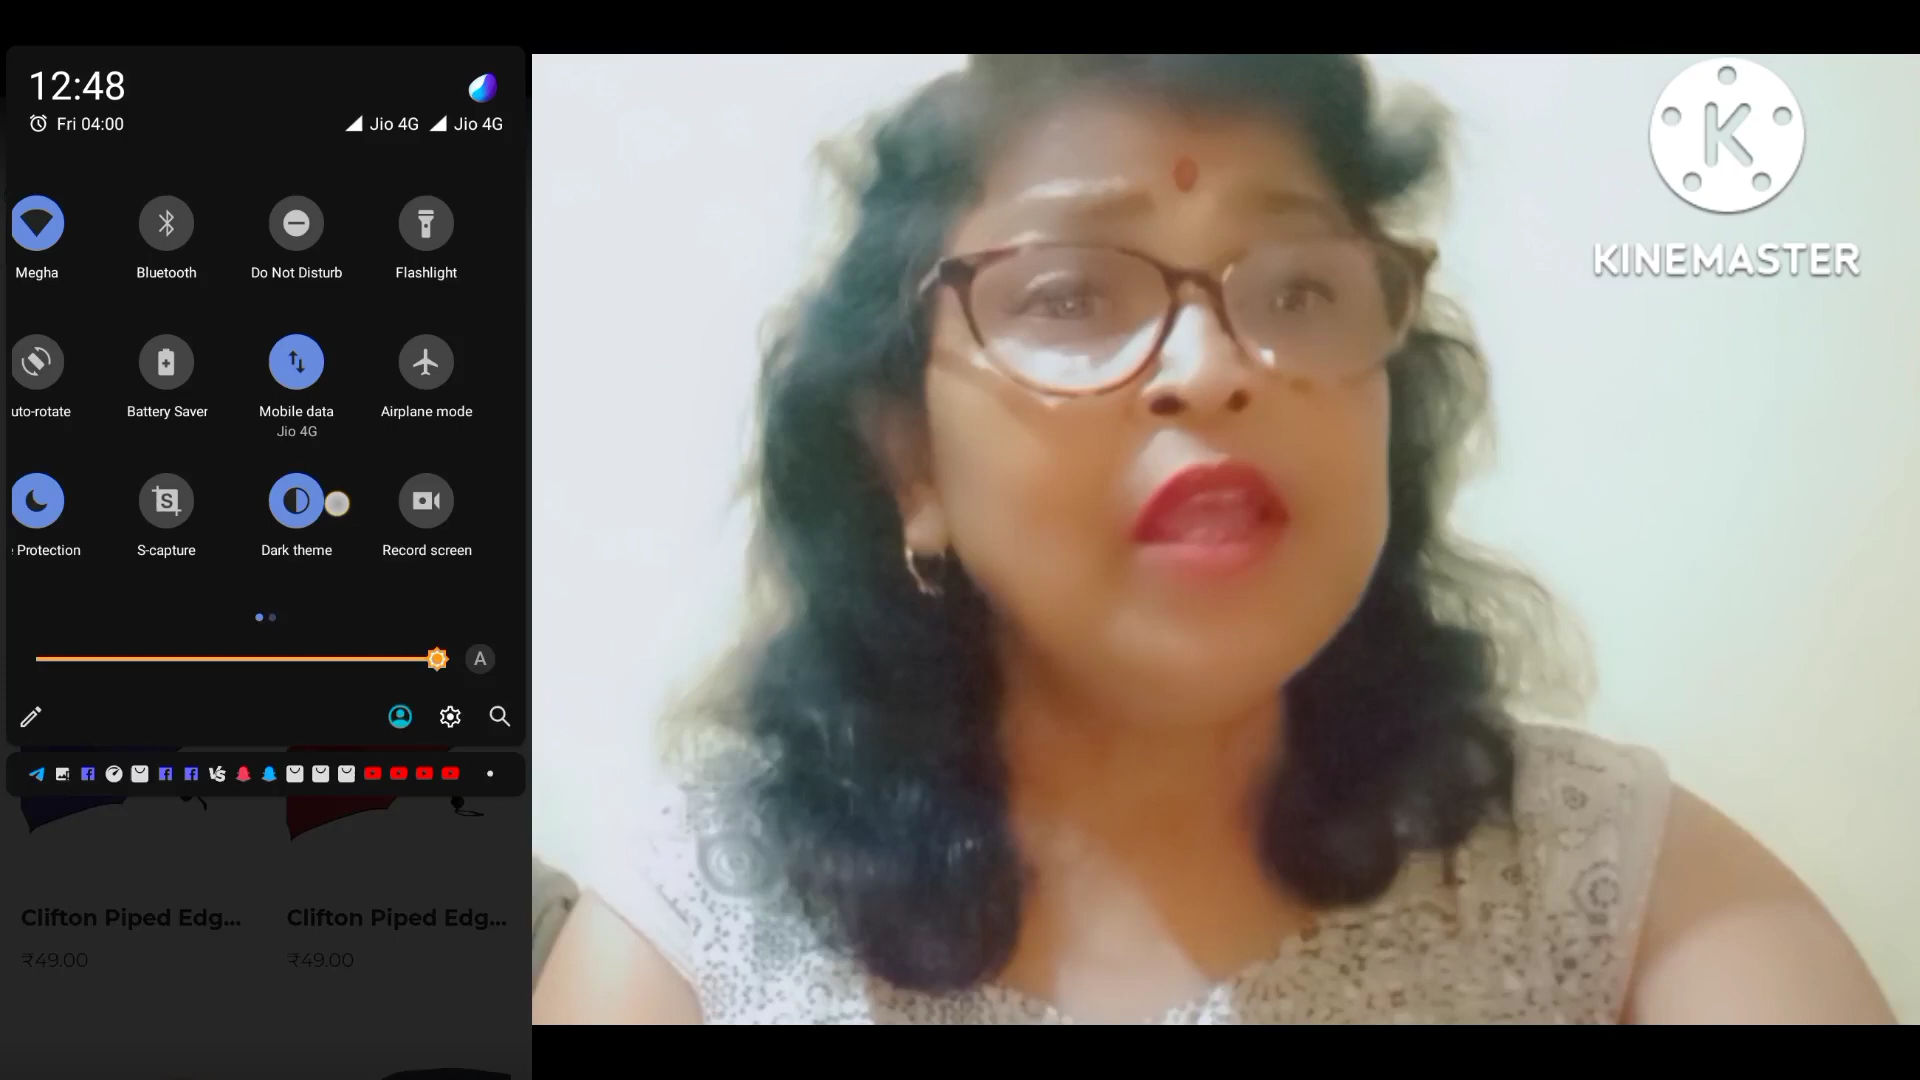 12:48
Fri 04:00
Jio 4G
Jio 4G
Megha
Bluetooth
Do Not Disturb
Flashlight
uto-rotate
Battery Saver
Mobile data
Jio 4G
Airplane mode
Protection
S-capture
Dark theme
Record screen
A
Clifton Piped Edg...
Clifton Piped Edg...
₹49.00
₹49.00
K
KINEMASTER